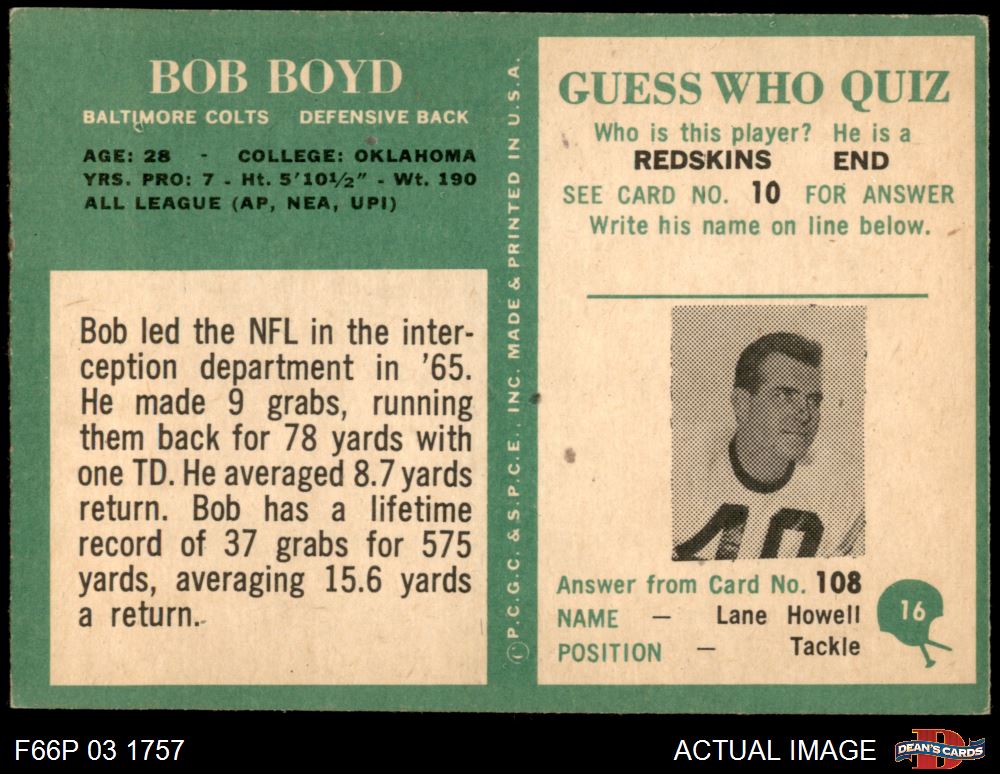 BOB BOYD
BALTIMORE COLTS DEFENSIVE BACK
AGE: 28 - COLLEGE: OKLAHOMA
YRS. PRO: 7 - Ht. 5'10½" - Wt. 190
ALL LEAGUE (AP, NEA, UPI)
Bob led the NFL in the inter-
ception department in '65.
He made 9 grabs, running
them back for 78 yards with
one TD. He averaged 8.7 yards
return. Bob has a lifetime
record of 37 grabs for 575
yards, averaging 15.6 yards
a return.
©P.C.G.C. & S.P.C.E., INC. MADE & PRINTED IN U.S.A.
GUESS WHO QUIZ
Who is this player? He is a
REDSKINS END
SEE CARD NO. 10 FOR ANSWER
Write his name on line below.
10
Answer from Card No. 108
NAME — Lane Howell
POSITION — Tackle
16
F66P 03 1757
ACTUAL IMAGE
D
DEAN'S CARDS